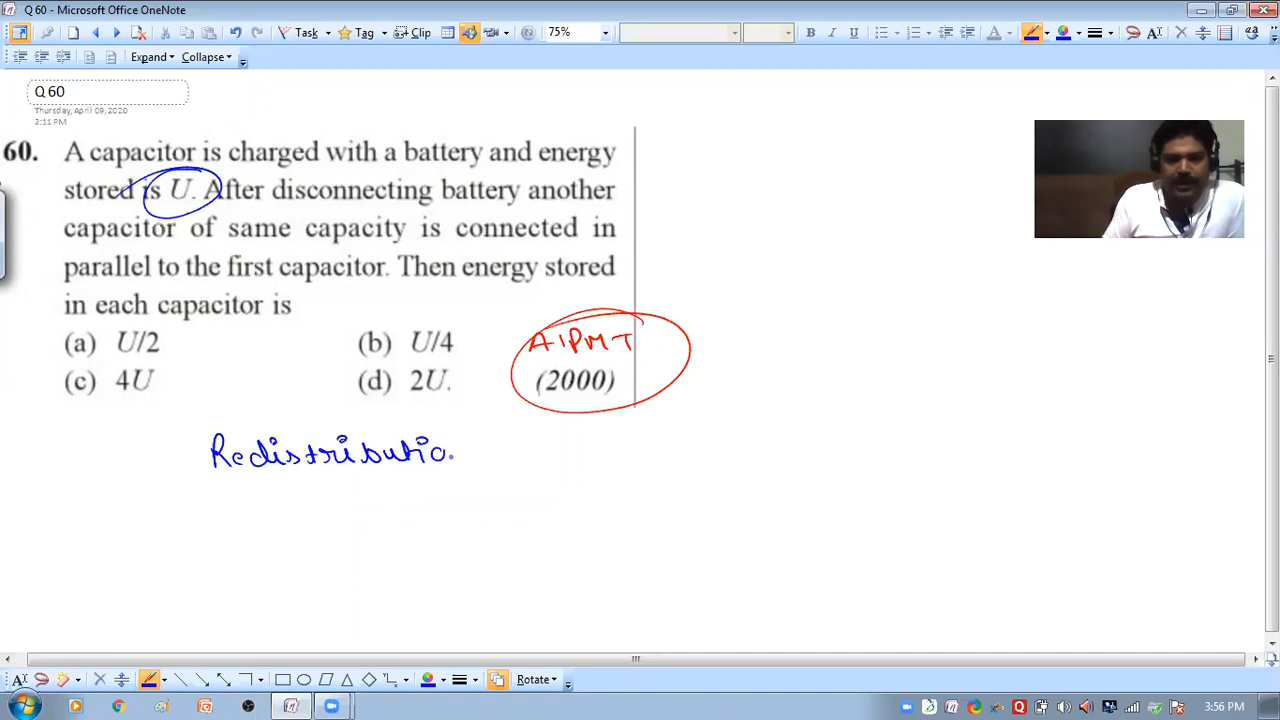 Q 60 - Microsoft OneNote
Task Tag Clip 75% B I U A
Expand Collapse
Q 60
Thursday, April 09, 2020
2:11 PM
60. A capacitor is charged with a battery and energy
stored is U. After disconnecting battery another
capacitor of same capacity is connected in
parallel to the first capacitor. Then energy stored
in each capacitor is
(a) U/2 (b) U/4 AIPMT
(c) 4U (d) 2U. (2000)
Redistributio
Rotate
3:56 PM